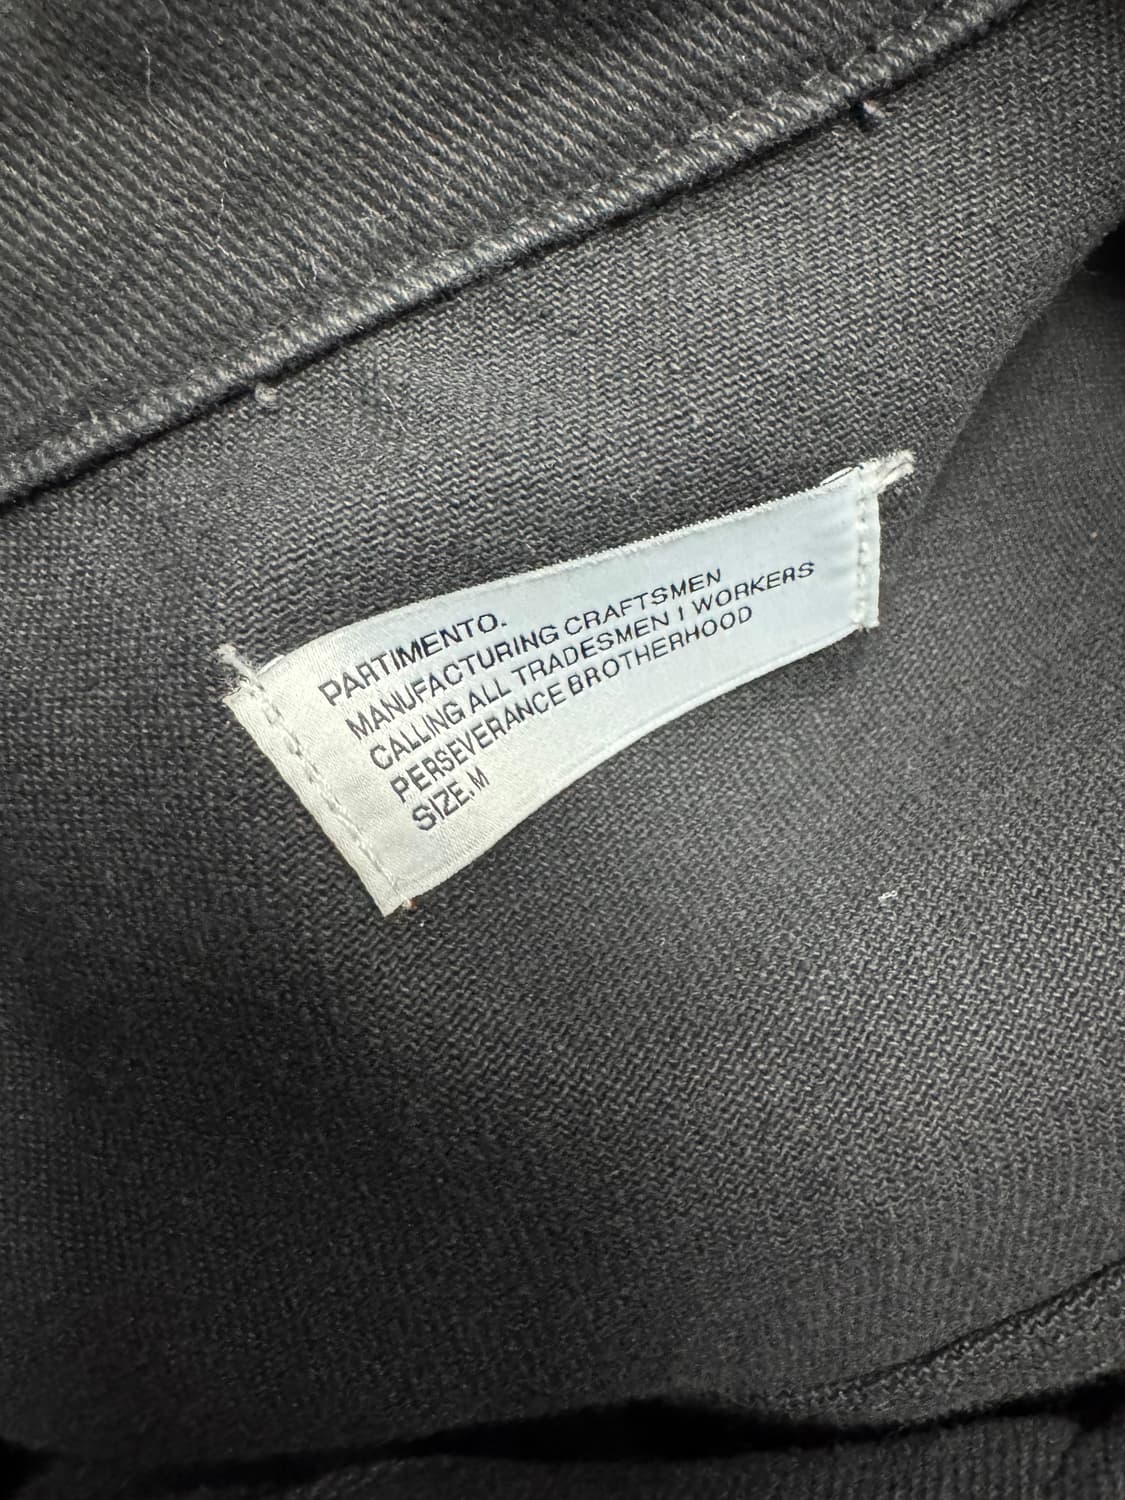 PARTIMENTO.
MANUFACTURING CRAFTSMEN
CALLING ALL TRADESMEN I WORKERS
PERSEVERANCE BROTHERHOOD
SIZE.M